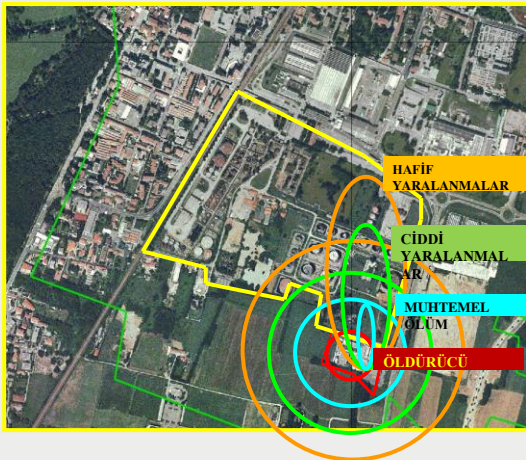 HAFİF
YARALANMALAR
CİDDİ
YARALANMAL
AR
MUHTEMEL
ÖLÜM
ÖLDÜRÜCÜ